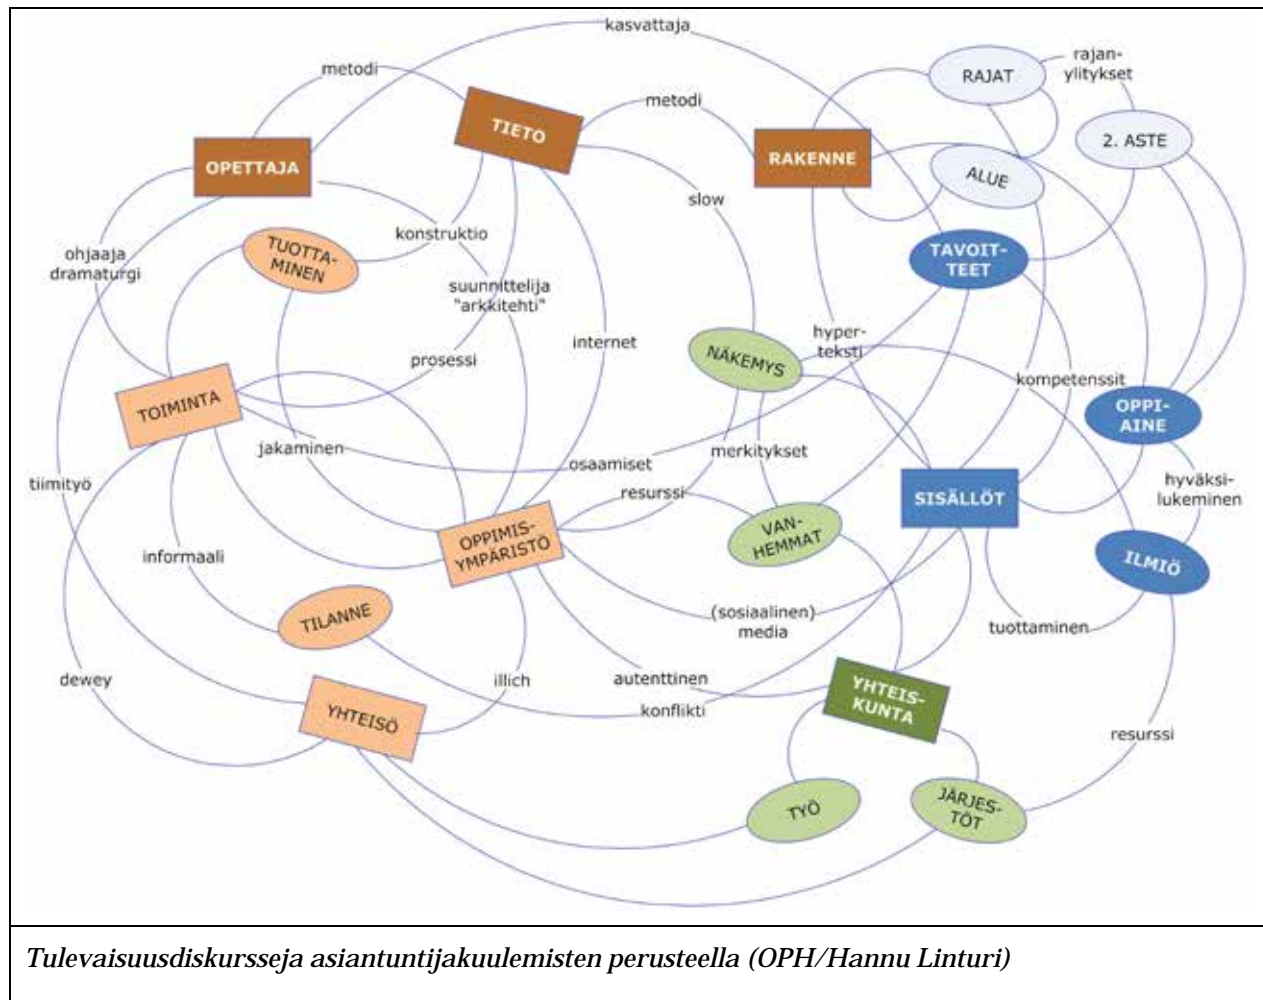 kasvattaja
metodi
RAJAT
rajan-
ylitykset
TIETO
metodi
OPETTAJA
RAKENNE
2. ASTE
ALUE
slow
konstruktio
TUOTTA-
MINEN
ohjaaja
dramaturgi
TAVOIT-
TEET
suunnittelija
"arkkitehti"
internet
hyper-
teksti
NÄKEMYS
prosessi
kompetenssit
TOIMINTA
OPPI-
AINE
jakaminen
osaamiset
merkitykset
tiimityö
resurssi
SISÄLLÖT
hyväksi-
lukeminen
OPPIMIS-
YMPÄRISTÖ
VAN-
HEMMAT
informaali
ILMIÖ
TILANNE
(sosiaalinen)
media
tuottaminen
dewey
illich
autenttinen
YHTEIS-
KUNTA
konflikti
YHTEISÖ
resurssi
TYÖ
JÄRJES-
TÖT
Tulevaisuusdiskursseja asiantuntijakuulemisten perusteella (OPH/Hannu Linturi)